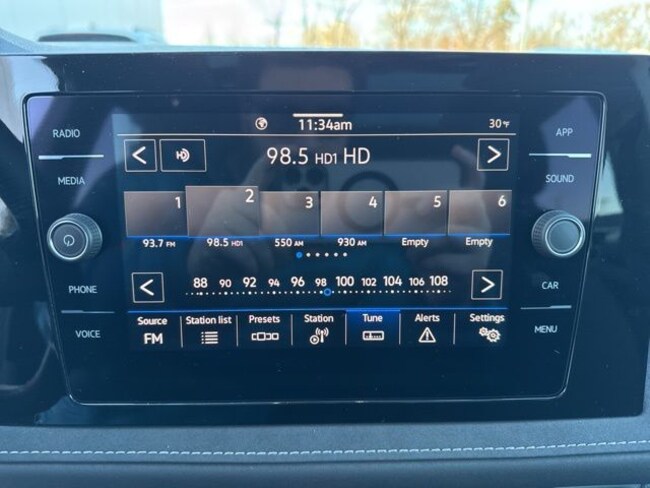 RADIO
MEDIA
PHONE
VOICE
11:34am
30°F
98.5 HD1 HD
1 2 3 4 5 6
93.7 FM 98.5 HD1 550 AM 930 AM Empty Empty
88 90 92 94 96 98 100 102 104 106 108
Source Station list Presets Station Tune Alerts Settings
FM
APP
SOUND
CAR
MENU